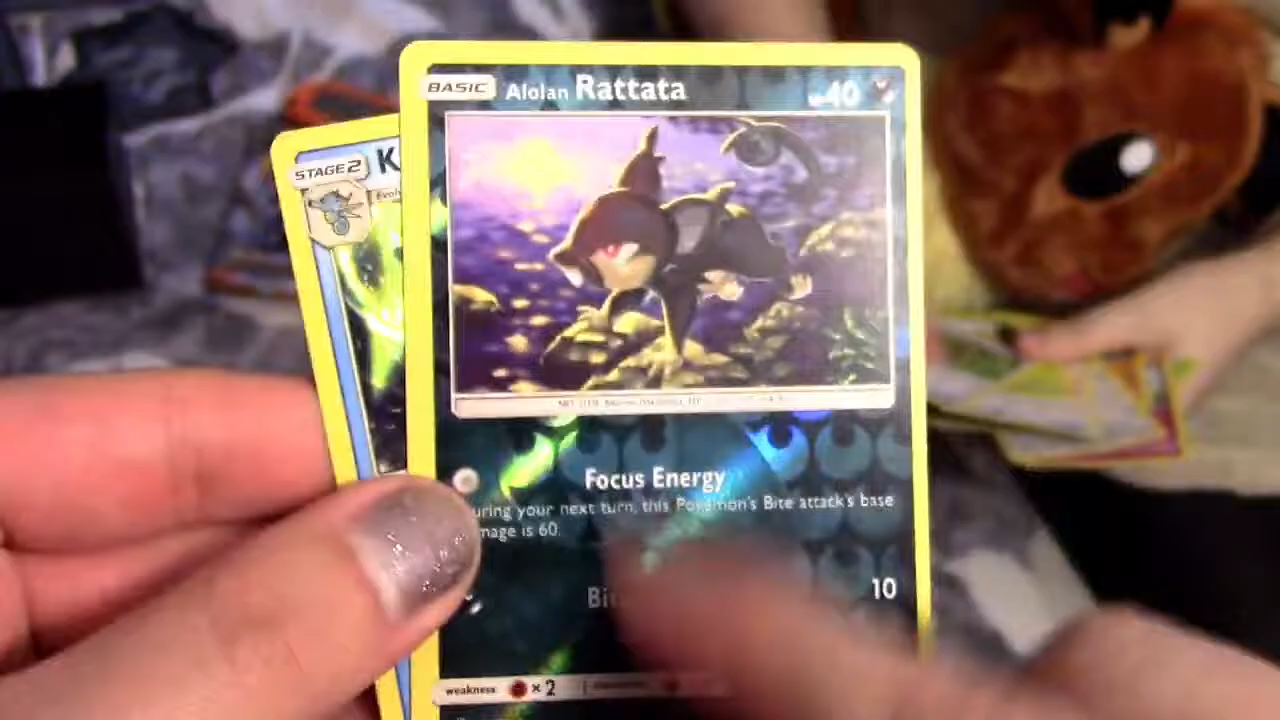 BASIC Alolan Rattata 40
STAGE 2 K
Evol
Focus Energy
uring your next turn, this Pokémon's Bite attack's base
mage is 60.
Bit 10
weakness ×2